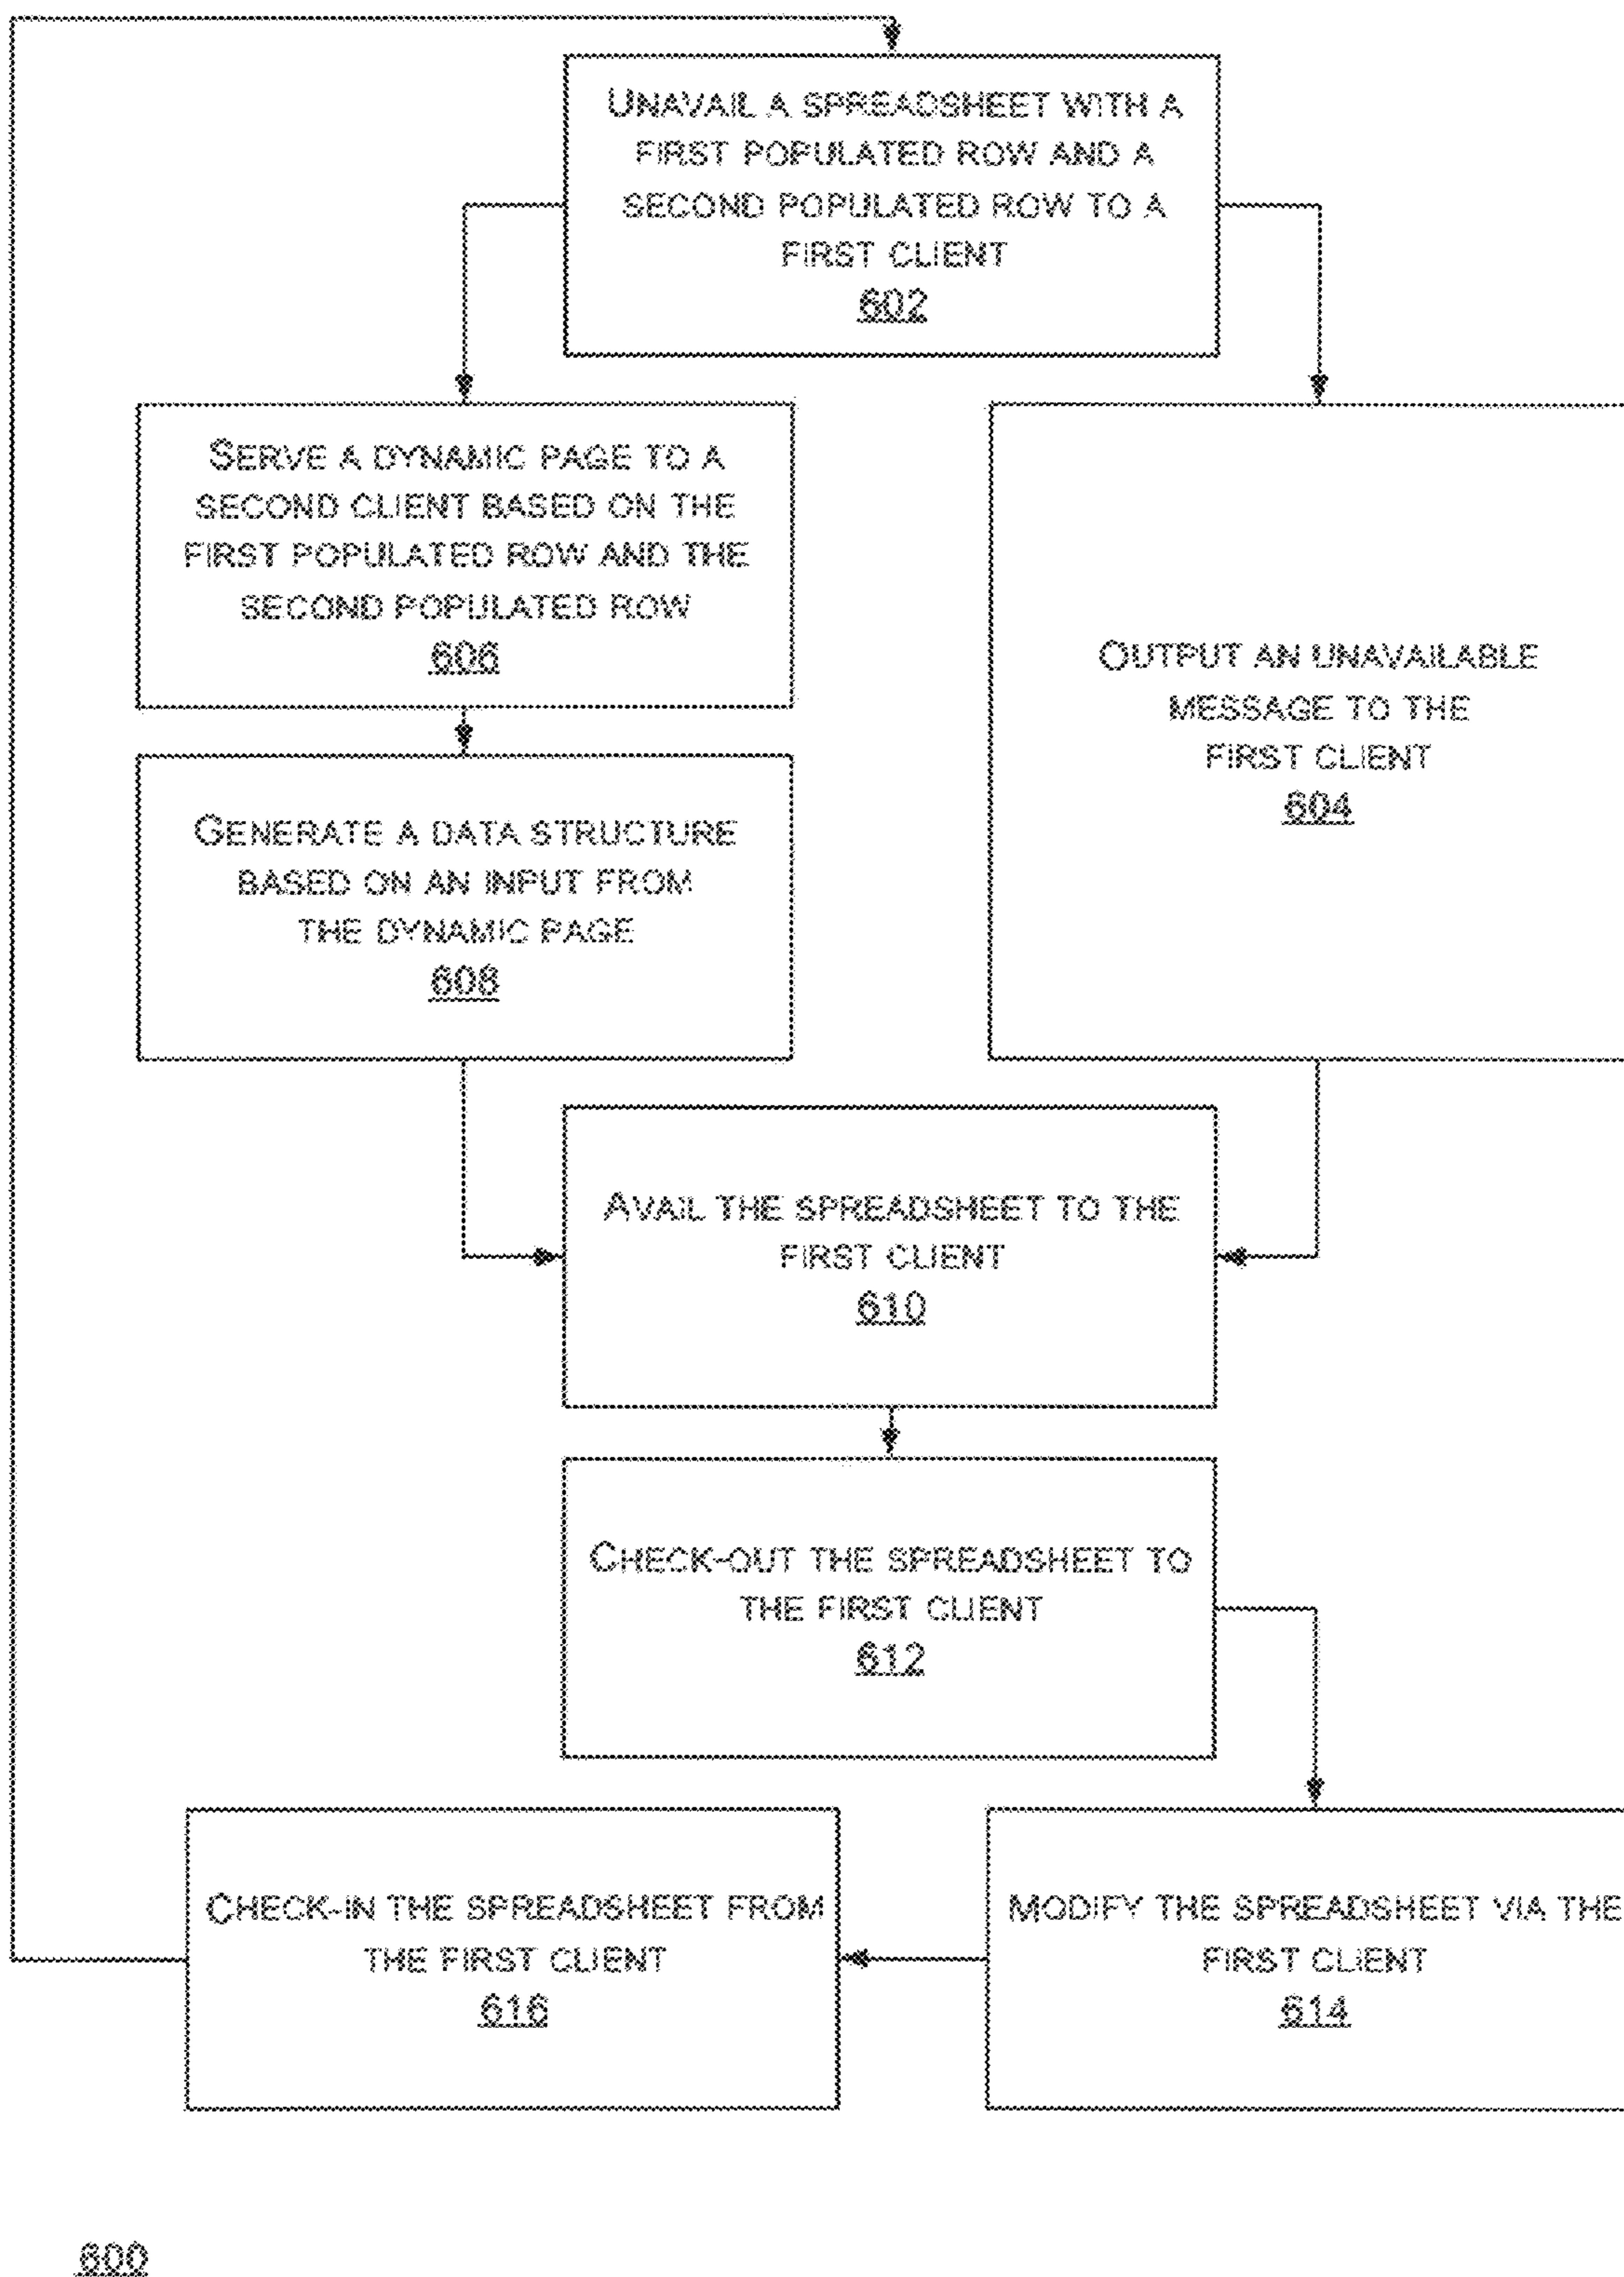 UNAVAIL A SPREADSHEET WITH A
FIRST POPULATED ROW AND A
SECOND POPULATED ROW TO A
FIRST CLIENT
602
SERVE A DYNAMIC PAGE TO A
SECOND CLIENT BASED ON THE
FIRST POPULATED ROW AND THE
SECOND POPULATED ROW
606
OUTPUT AN UNAVAILABLE
MESSAGE TO THE
FIRST CLIENT
604
GENERATE A DATA STRUCTURE
BASED ON AN INPUT FROM
THE DYNAMIC PAGE
608
AVAIL THE SPREADSHEET TO THE
FIRST CLIENT
610
CHECK-OUT THE SPREADSHEET TO
THE FIRST CLIENT
612
CHECK-IN THE SPREADSHEET FROM
THE FIRST CLIENT
616
MODIFY THE SPREADSHEET VIA THE
FIRST CLIENT
614
600